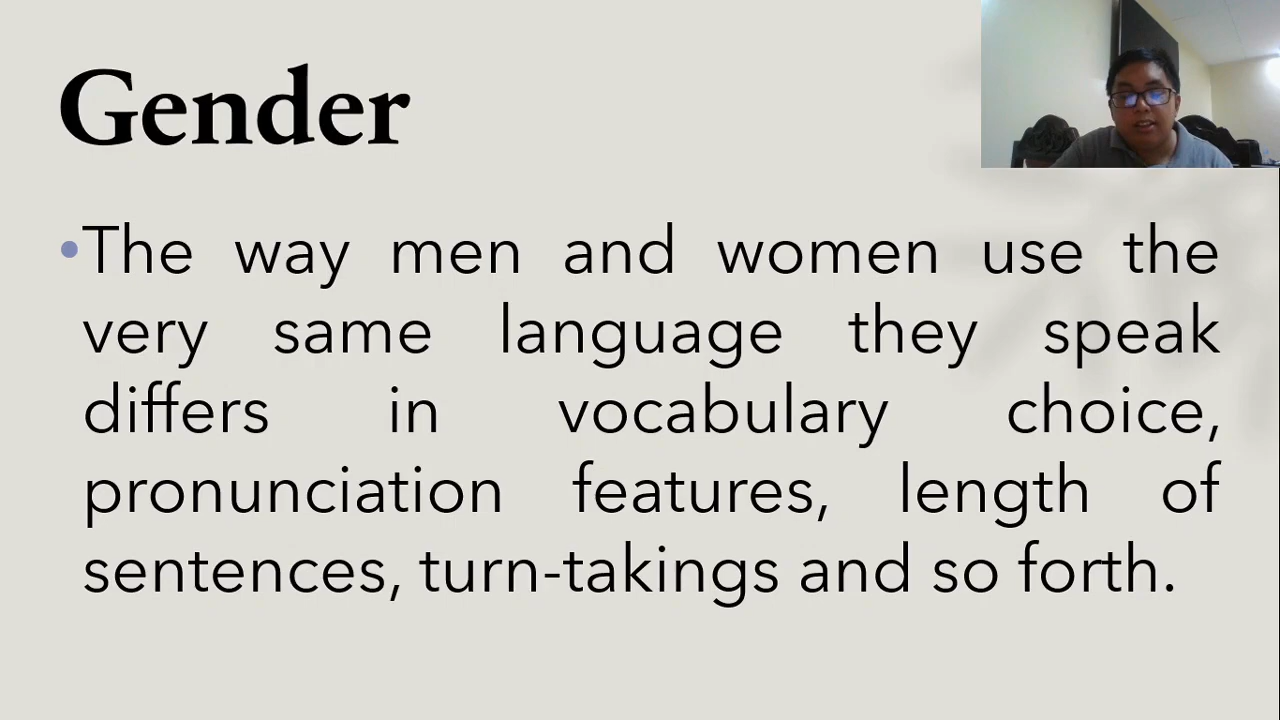 Gender
•The way men and women use the
very same language they speak
differs in vocabulary choice,
pronunciation features, length of
sentences, turn-takings and so forth.